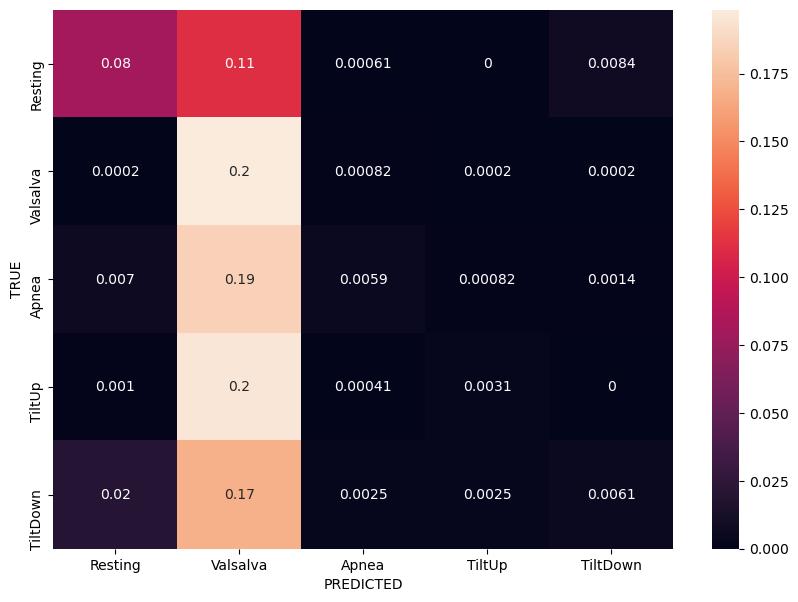 Resting 0.08 0.11 0.00061 0 0.0084
Valsalva 0.0002 0.2 0.00082 0.0002 0.0002
Apnea 0.007 0.19 0.0059 0.00082 0.0014
TiltUp 0.001 0.2 0.00041 0.0031 0
TiltDown 0.02 0.17 0.0025 0.0025 0.0061
TRUE
Resting Valsalva Apnea TiltUp TiltDown
PREDICTED
0.175
0.150
0.125
0.100
0.075
0.050
0.025
0.000